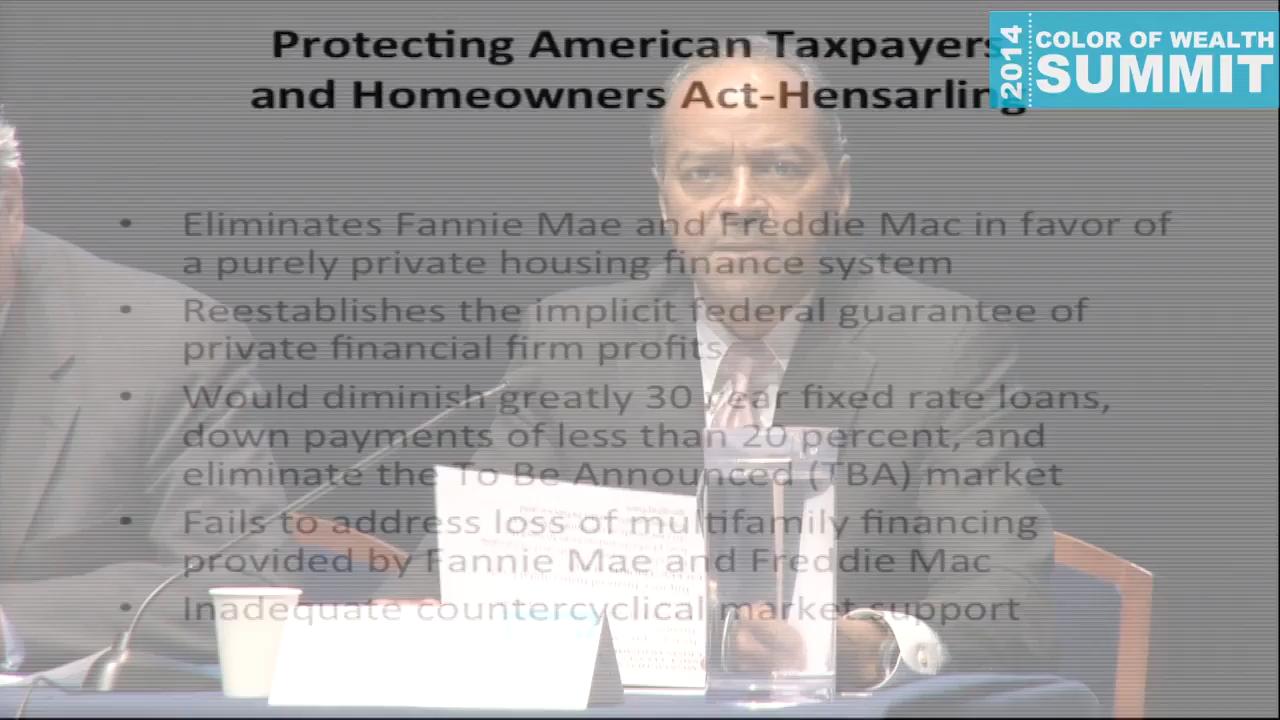 Protecting American Taxpayers
and Homeowners Act-Hensarling
2014
COLOR OF WEALTH
SUMMIT
• Eliminates Fannie Mae and Freddie Mac in favor of
a purely private housing finance system
• Reestablishes the implicit federal guarantee of
private financial firm profits
• Would diminish greatly 30 year fixed rate loans,
down payments of less than 20 percent, and
eliminate the To Be Announced (TBA) market
• Fails to address loss of multifamily financing
provided by Fannie Mae and Freddie Mac
• Inadequate countercyclical market support